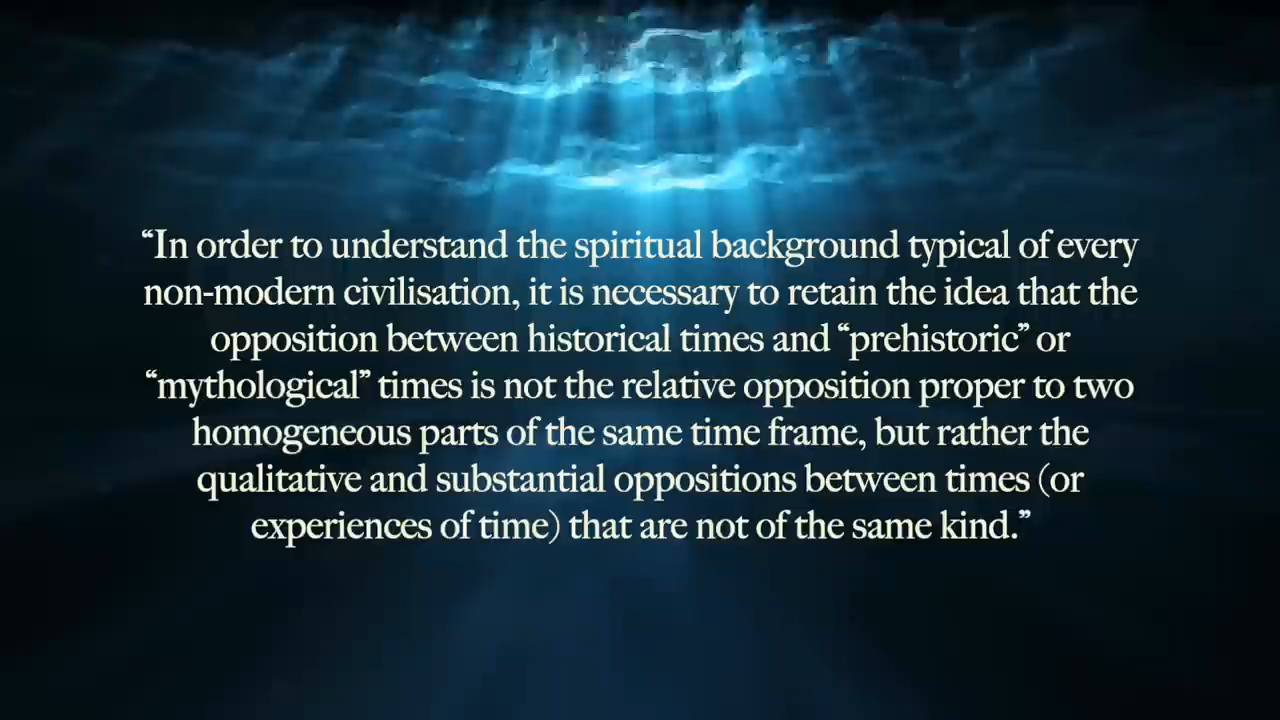 “In order to understand the spiritual background typical of every
non-modern civilisation, it is necessary to retain the idea that the
opposition between historical times and “prehistoric” or
“mythological” times is not the relative opposition proper to two
homogeneous parts of the same time frame, but rather the
qualitative and substantial oppositions between times (or
experiences of time) that are not of the same kind.”